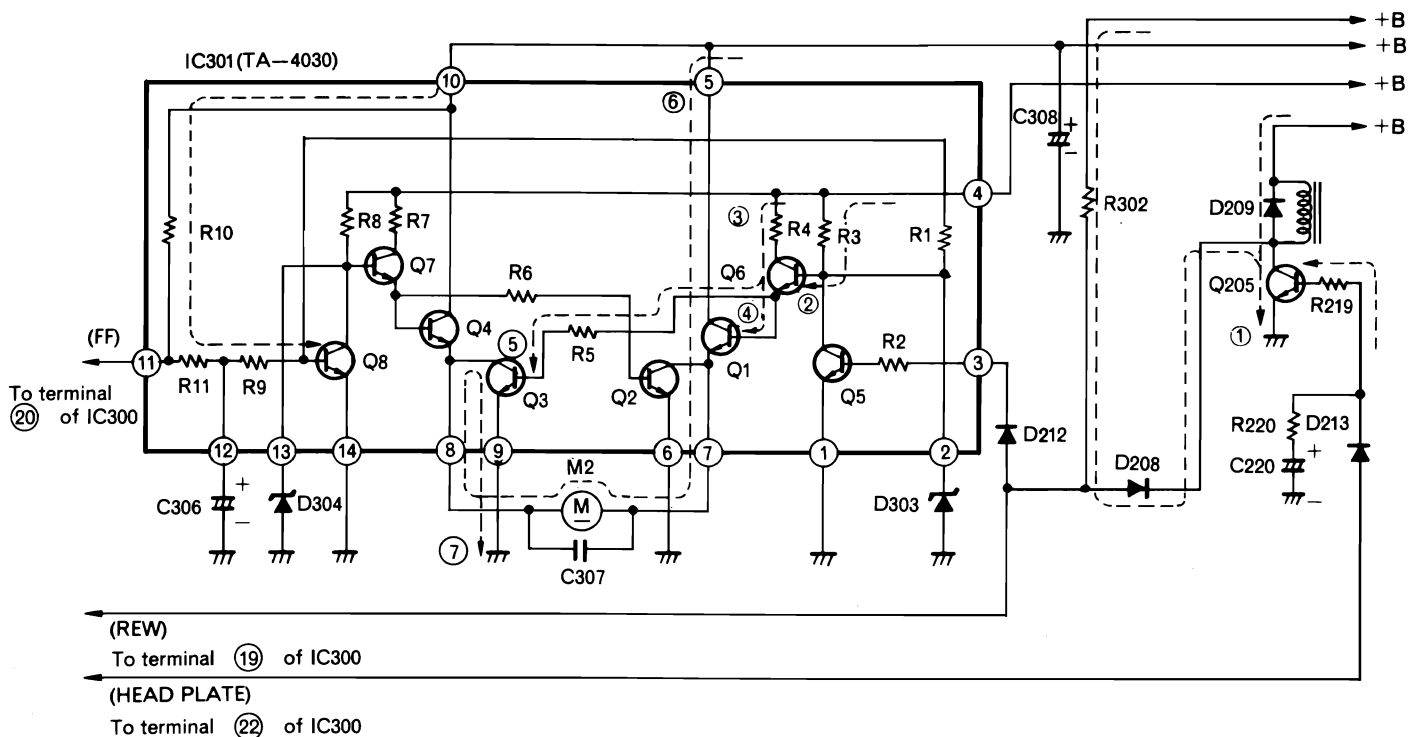 +B
IC301(TA—4030)
+B
10
5
6
+B
C308
+
−
+B
4
3
R10
R8
R7
R4
R3
R1
R302
D209
Q7
Q6
R6
2
Q205
R219
(FF)
Q4
5
4
1
11
R11
R9
Q8
R5
R2
3
To terminal
20 of IC300
Q3
Q2
Q1
Q5
12
13
14
8
9
6
7
1
2
D212
R220
D213
M2
D208
+
C306
+
−
D304
M
D303
C220
−
7
C307
(REW)
To terminal 19 of IC300
(HEAD PLATE)
To terminal 22 of IC300